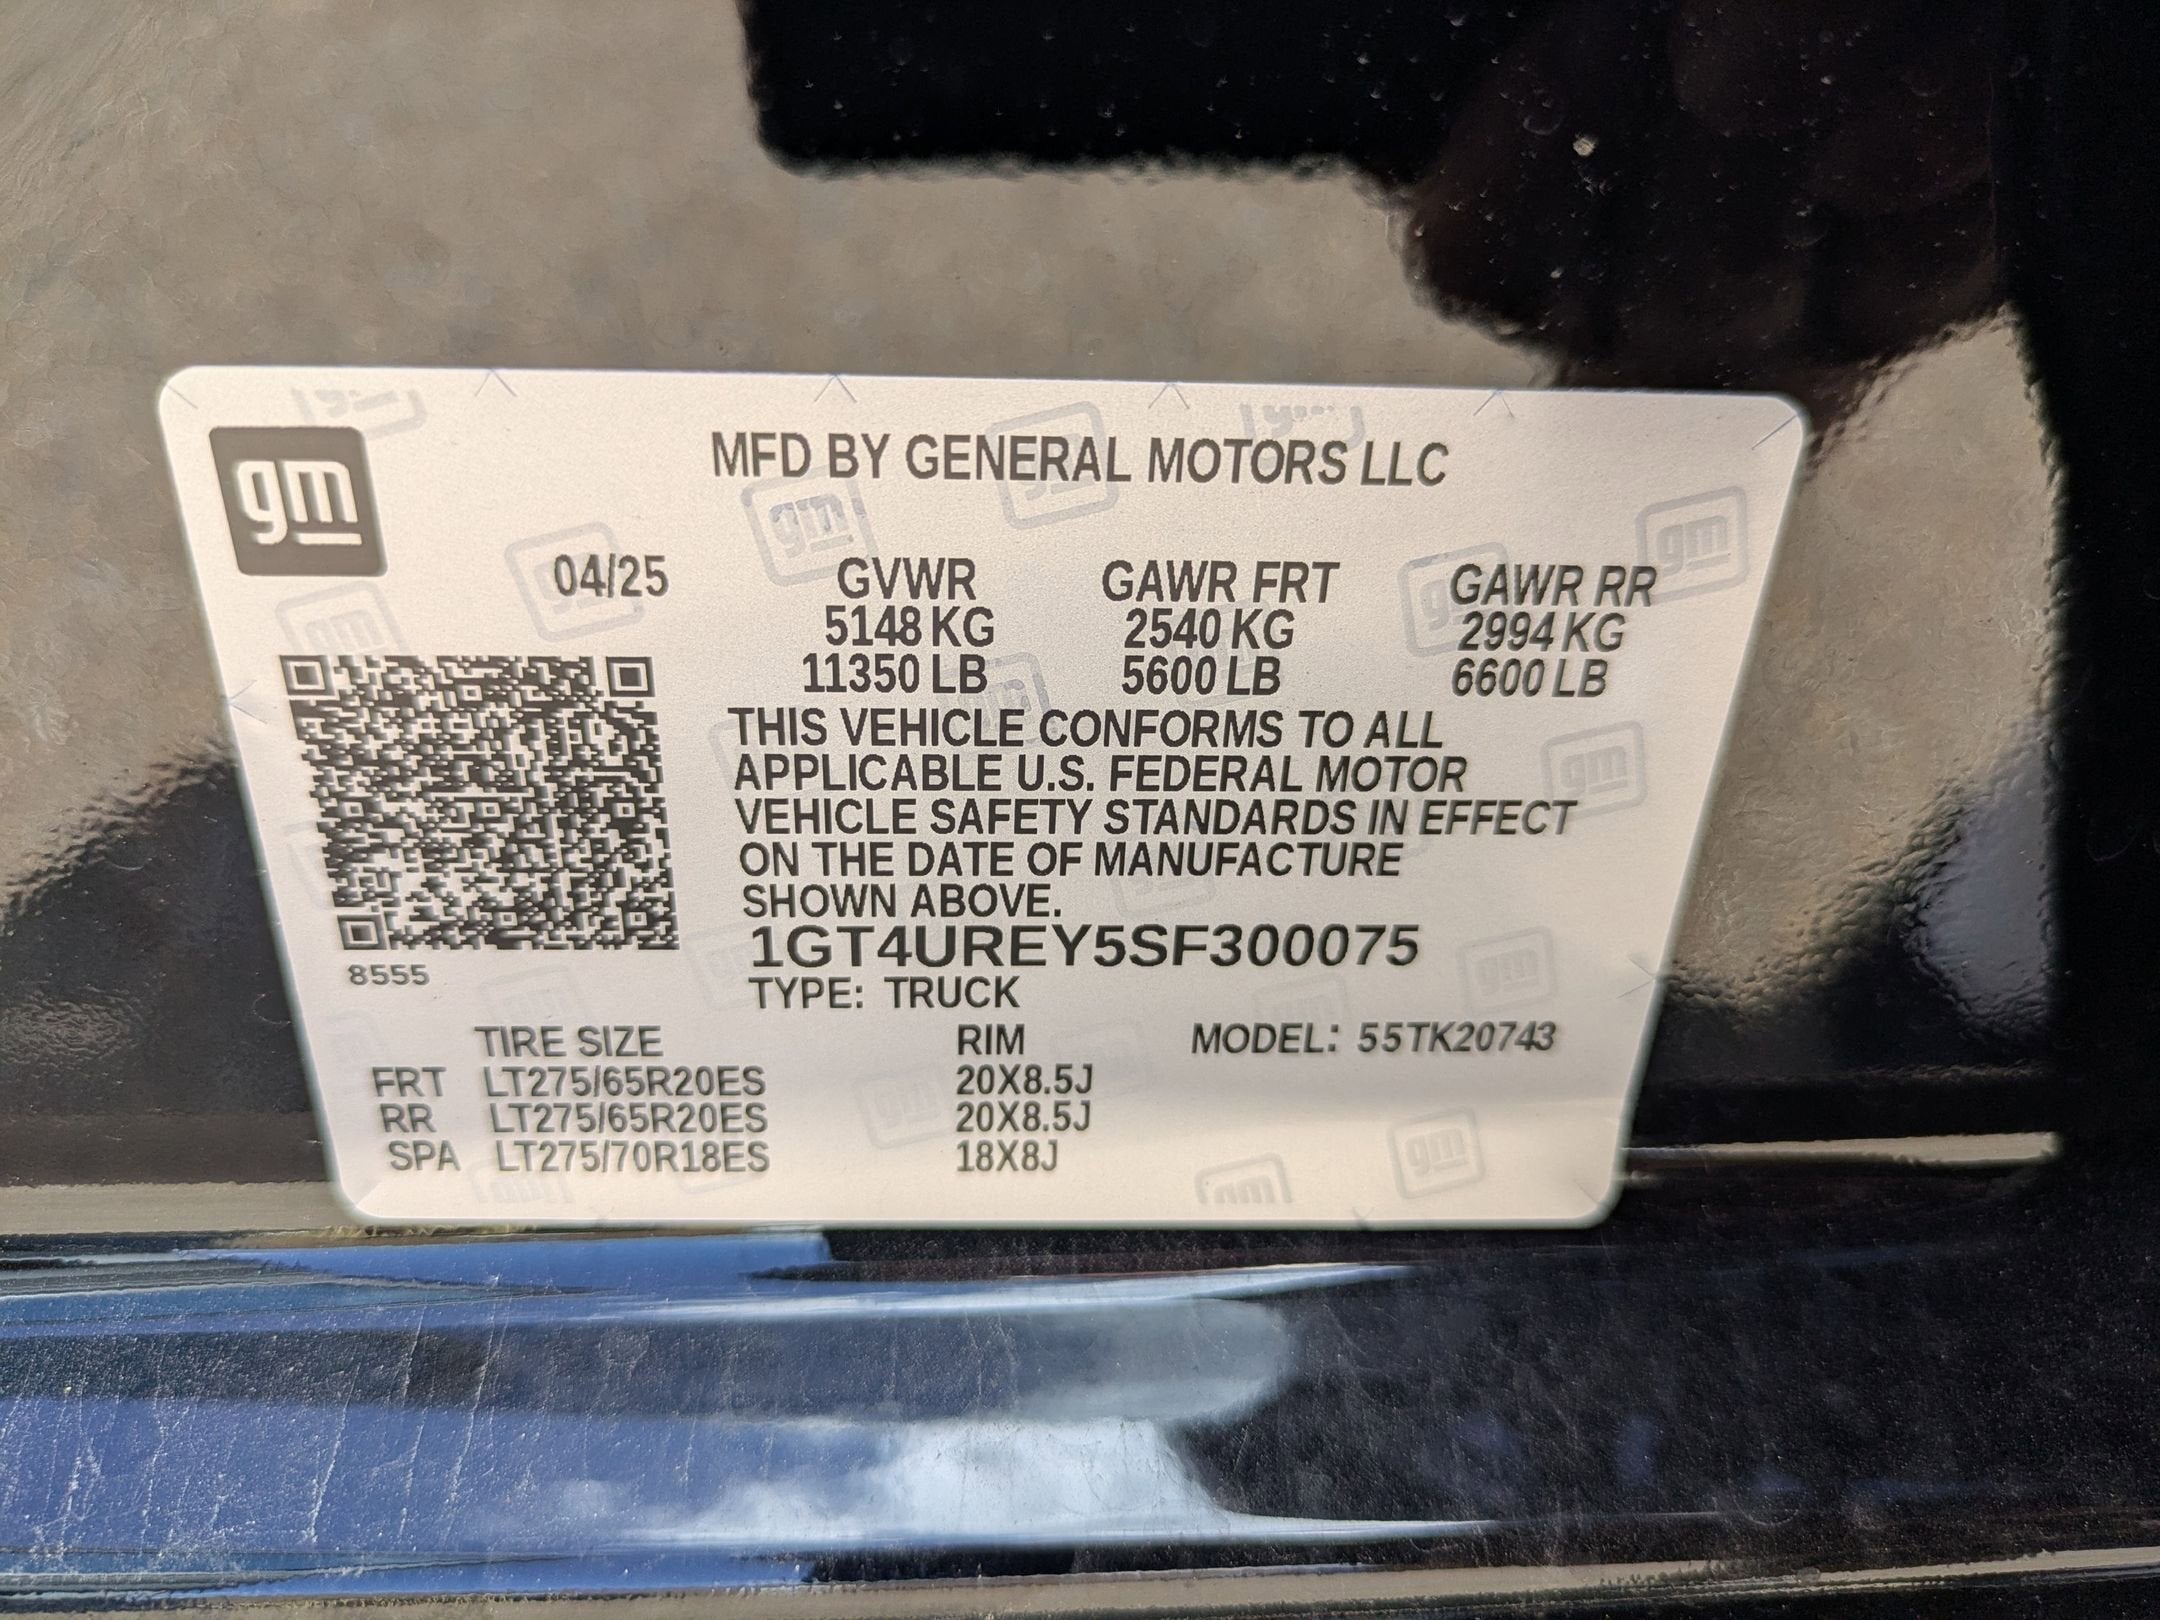 gm
MFD BY GENERAL MOTORS LLC
04/25 GVWR GAWR FRT GAWR RR
5148 KG 2540 KG 2994 KG
11350 LB 5600 LB 6600 LB
THIS VEHICLE CONFORMS TO ALL
APPLICABLE U.S. FEDERAL MOTOR
VEHICLE SAFETY STANDARDS IN EFFECT
ON THE DATE OF MANUFACTURE
SHOWN ABOVE.
1GT4UREY5SF300075
8555
TYPE: TRUCK
TIRE SIZE RIM MODEL: 55TK20743
FRT LT275/65R20ES 20X8.5J
RR LT275/65R20ES 20X8.5J
SPA LT275/70R18ES 18X8J